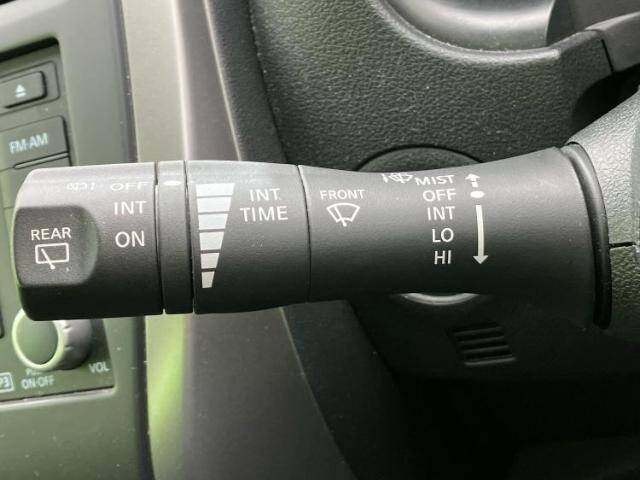 FM·AM
REAR
OFF
INT
ON
INT.
TIME
FRONT
MIST
OFF
INT
LO
HI
ON·OFF
VOL